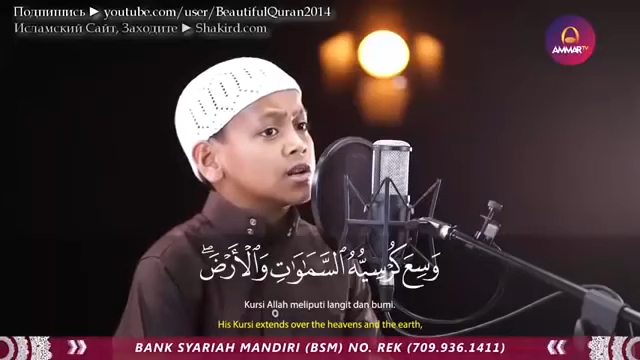 Подпишись ► youtube.com/user/BeautifulQuran2014
Исламский Сайт, Заходите ► Shakird.com
AMMAR TV
وَسِعَ كُرْسِيُّهُ ٱلسَّمَٰوَٰتِ وَٱلْأَرْضَ ۖ
Kursi Allah meliputi langit dan bumi.
His Kursi extends over the heavens and the earth,
BANK SYARIAH MANDIRI (BSM) NO. REK (709.936.1411)